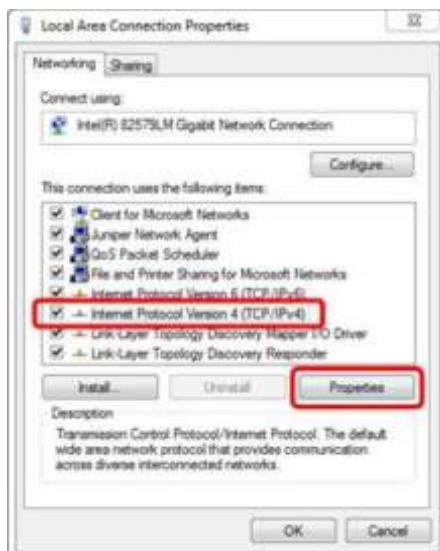 Local Area Connection Properties
Networking
Sharing
Connect using:
Intel(R) 82579LM Gigabit Network Connection
Configure...
This connection uses the following items:
Client for Microsoft Networks
Juniper Network Agent
QoS Packet Scheduler
File and Printer Sharing for Microsoft Networks
Internet Protocol Version 6 (TCP/IPv6)
Internet Protocol Version 4 (TCP/IPv4)
Link-Layer Topology Discovery Mapper I/O Driver
Link-Layer Topology Discovery Responder
Install...
Uninstall
Properties
Description
Transmission Control Protocol/Internet Protocol. The default
wide area network protocol that provides communication
across diverse interconnected networks.
OK
Cancel